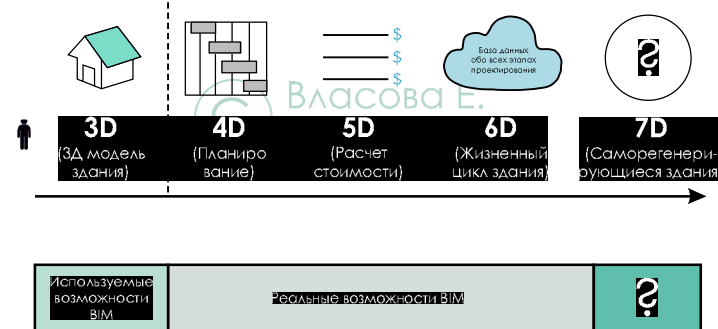 $
$
$
База данных
обо всех этапах
проектирования
?
© Власова Е.
3D
(3Д модель
здания)
4D
(Планиро
вание)
5D
(Расчет
стоимости)
6D
(Жизненный
цикл здания)
7D
(Саморегенери-
рующиеся здания
Используемые
возможности
BIM
Реальные возможности BIM
?